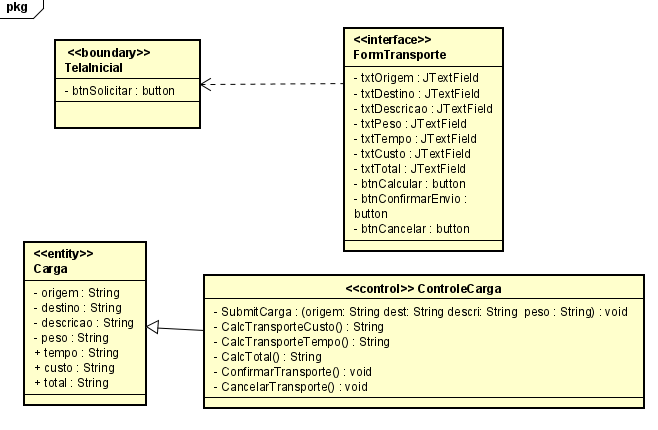 pkg
<<boundary>>
TelaInicial
- btnSolicitar : button
<<interface>>
FormTransporte
- txtOrigem : JTextField
- txtDestino : JTextField
- txtDescricao : JTextField
- txtPeso : JTextField
- txtTempo : JTextField
- txtCusto : JTextField
- txtTotal : JTextField
- btnCalcular : button
- btnConfirmarEnvio :
button
- btnCancelar : button
<<entity>>
Carga
- origem : String
- destino : String
- descricao : String
- peso : String
+ tempo : String
+ custo : String
+ total : String
<<control>> ControleCarga
- SubmitCarga : (origem: String dest: String descri: String  peso : String) : void
- CalcTransporteCusto() : String
- CalcTransporteTempo() : String
- CalcTotal() : String
- ConfirmarTransporte() : void
- CancelarTransporte() : void